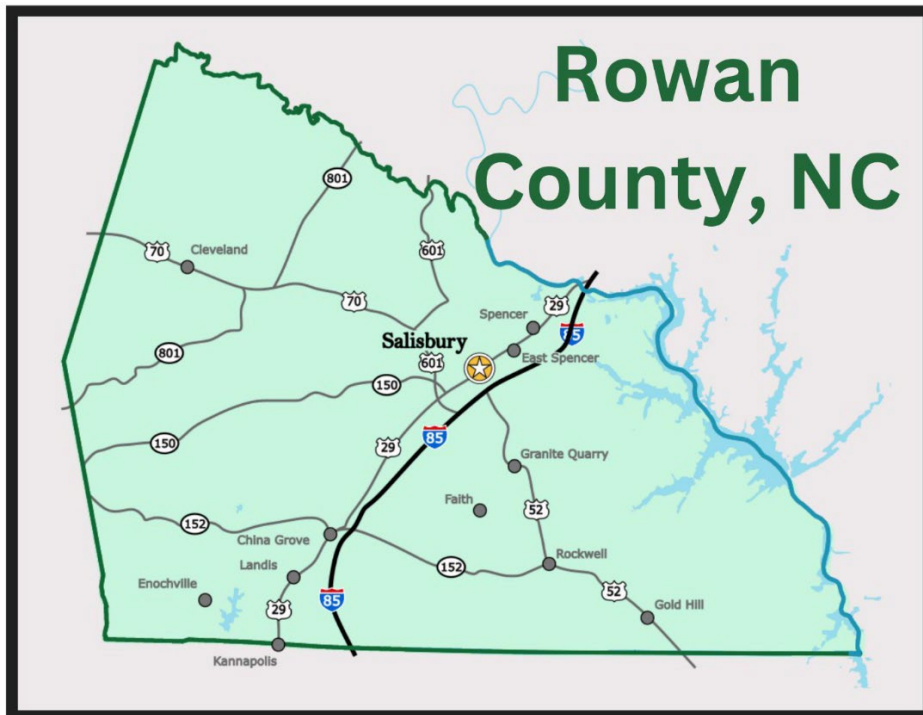 Rowan
County, NC
801
601
70
Cleveland
70
29
Spencer
85
Salisbury
East Spencer
801
601
150
150
29
85
Granite Quarry
Faith
52
152
China Grove
Rockwell
152
Landis
Enochville
52
85
29
Gold Hill
Kannapolis